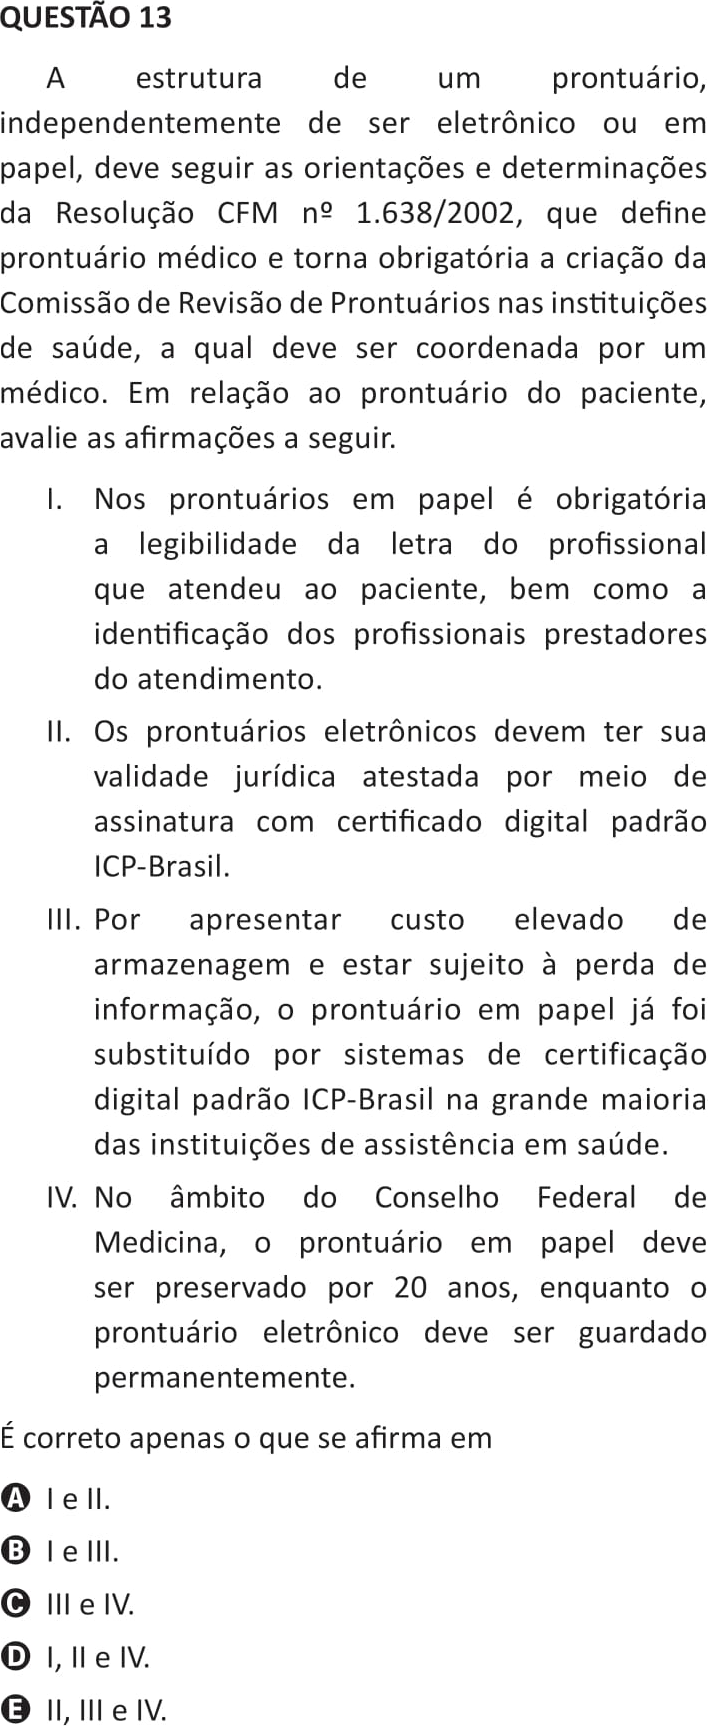 QUESTÃO 13
A estrutura de um prontuário,
independentemente de ser eletrônico ou em
papel, deve seguir as orientações e determinações
da Resolução CFM nº 1.638/2002, que define
prontuário médico e torna obrigatória a criação da
Comissão de Revisão de Prontuários nas instituições
de saúde, a qual deve ser coordenada por um
médico. Em relação ao prontuário do paciente,
avalie as afirmações a seguir.
I. Nos prontuários em papel é obrigatória
a legibilidade da letra do profissional
que atendeu ao paciente, bem como a
identificação dos profissionais prestadores
do atendimento.
II. Os prontuários eletrônicos devem ter sua
validade jurídica atestada por meio de
assinatura com certificado digital padrão
ICP-Brasil.
III. Por apresentar custo elevado de
armazenagem e estar sujeito à perda de
informação, o prontuário em papel já foi
substituído por sistemas de certificação
digital padrão ICP-Brasil na grande maioria
das instituições de assistência em saúde.
IV. No âmbito do Conselho Federal de
Medicina, o prontuário em papel deve
ser preservado por 20 anos, enquanto o
prontuário eletrônico deve ser guardado
permanentemente.
É correto apenas o que se afirma em
A I e II.
B I e III.
C III e IV.
D I, II e IV.
E II, III e IV.